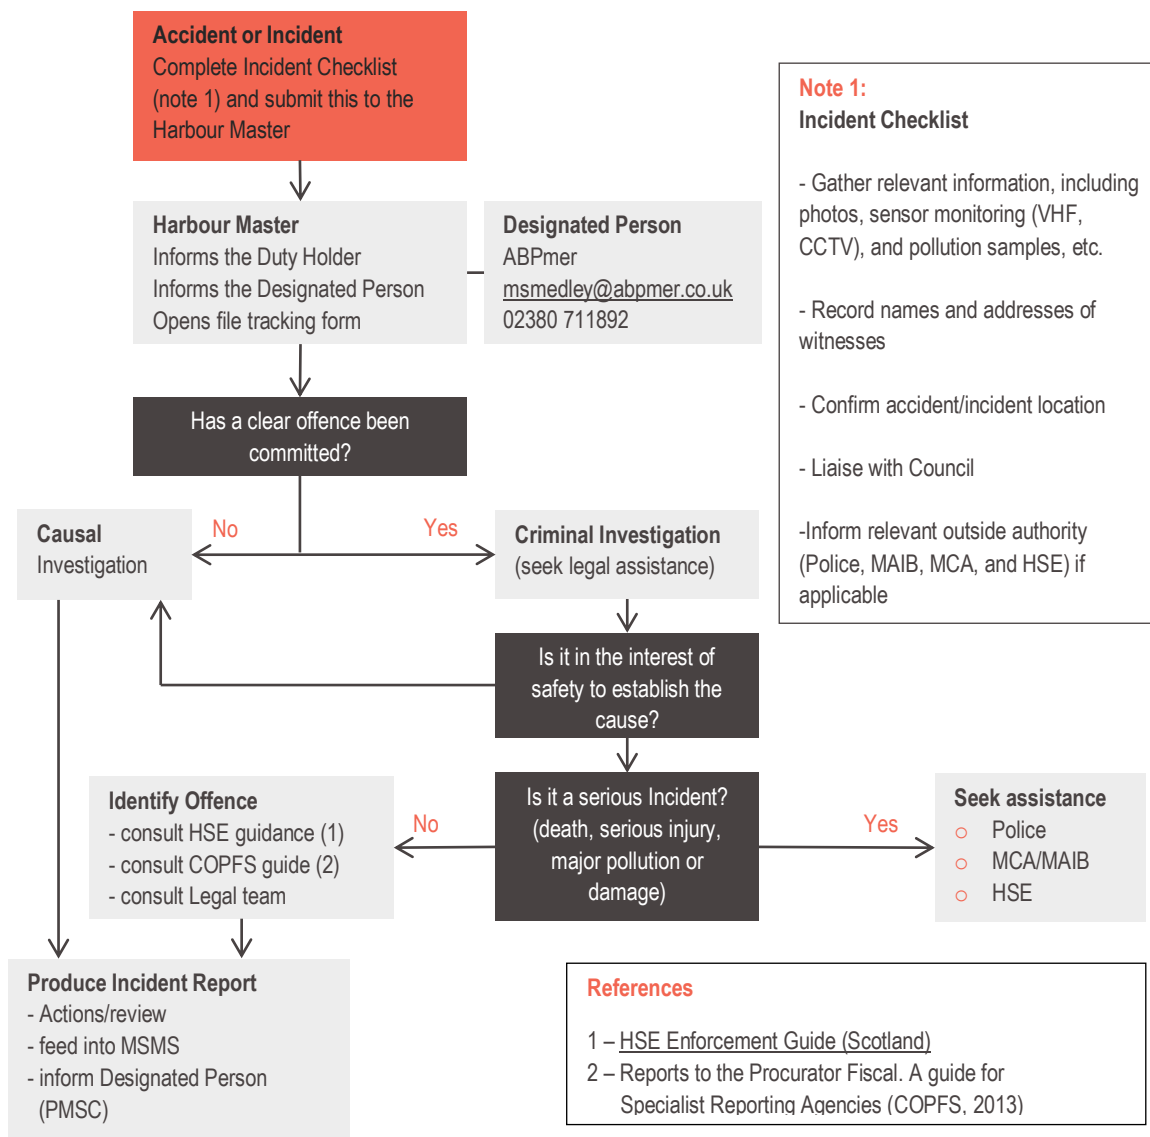 Accident or Incident
Complete Incident Checklist
(note 1) and submit this to the
Harbour Master
Harbour Master
Informs the Duty Holder
Informs the Designated Person
Opens file tracking form
Designated Person
ABPmer
msmedley@abpmer.co.uk
02380 711892
Note 1:
Incident Checklist
- Gather relevant information, including
photos, sensor monitoring (VHF,
CCTV), and pollution samples, etc.
- Record names and addresses of
witnesses
- Confirm accident/incident location
- Liaise with Council
-Inform relevant outside authority
(Police, MAIB, MCA, and HSE) if
applicable
Has a clear offence been
committed?
No
Yes
Causal
Investigation
Criminal Investigation
(seek legal assistance)
Is it in the interest of
safety to establish the
cause?
Is it a serious Incident?
(death, serious injury,
major pollution or
damage)
No
Yes
Identify Offence
- consult HSE guidance (1)
- consult COPFS guide (2)
- consult Legal team
Seek assistance
o Police
o MCA/MAIB
o HSE
Produce Incident Report
- Actions/review
- feed into MSMS
- inform Designated Person
(PMSC)
References
1 – HSE Enforcement Guide (Scotland)
2 – Reports to the Procurator Fiscal. A guide for
Specialist Reporting Agencies (COPFS, 2013)